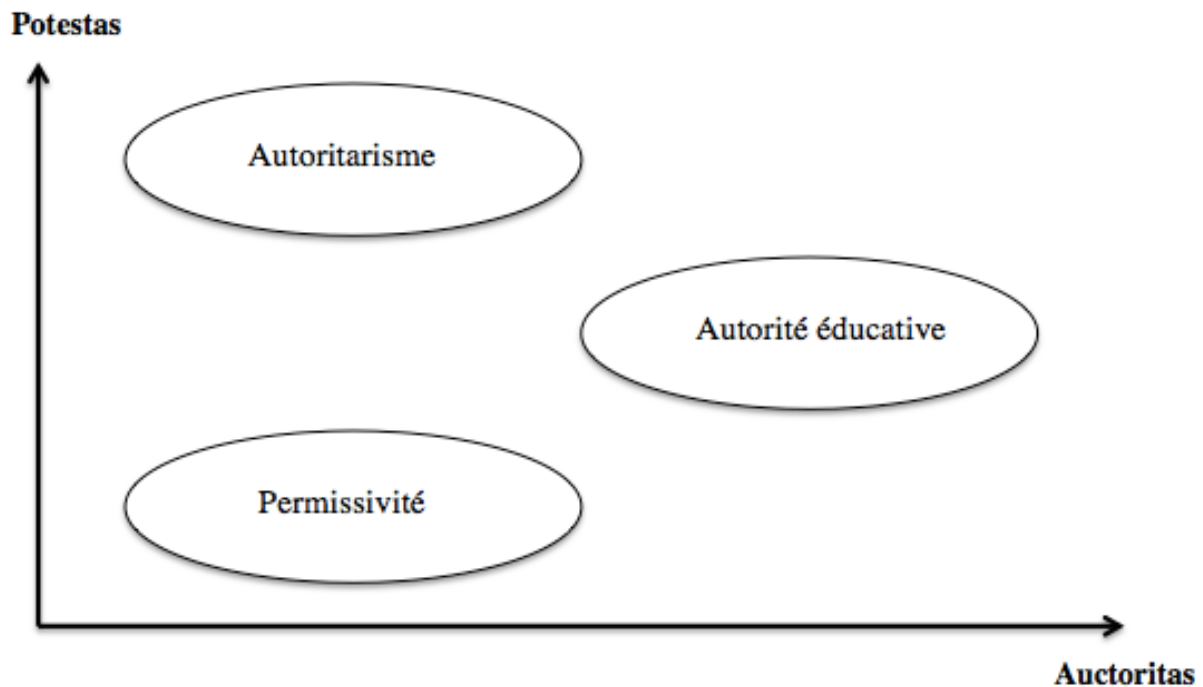 Potestas
Autoritarisme
Autorité éducative
Permissivité
Auctoritas